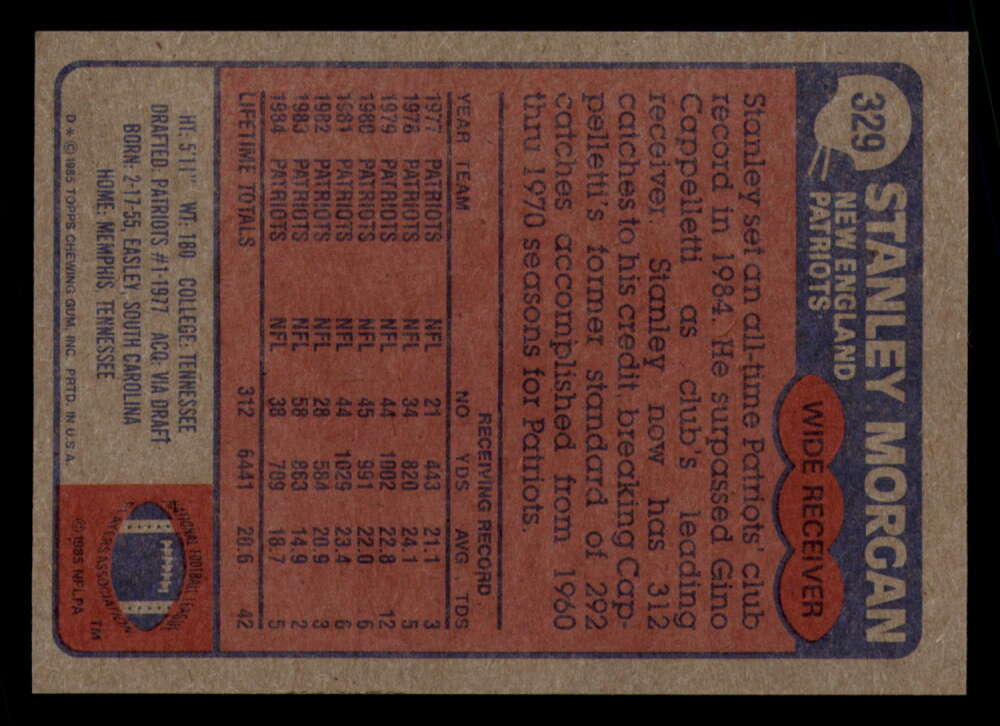 329
STANLEY MORGAN
NEW ENGLAND
PATRIOTS
WIDE RECEIVER
Stanley set an all-time Patriots' club
record in 1984. He surpassed Gino
Cappelletti as club's leading
receiver. Stanley now has 312
catches to his credit, breaking Cap-
pelletti's former standard of 292
catches accomplished from 1960
thru 1970 seasons for Patriots.
RECEIVING RECORD
YEAR TEAM NO YDS AVG TDS
1977 PATRIOTS NFL 21 443 21.1 3
1978 PATRIOTS NFL 34 820 24.1 5
1979 PATRIOTS NFL 44 1002 22.8 12
1980 PATRIOTS NFL 45 991 22.0 6
1981 PATRIOTS NFL 44 1029 23.4 6
1982 PATRIOTS NFL 28 584 20.9 3
1983 PATRIOTS NFL 58 863 14.9 2
1984 PATRIOTS NFL 38 709 18.7 5
LIFETIME TOTALS 312 6441 20.6 42
HT. 5'11" WT. 180 COLLEGE: TENNESSEE
DRAFTED: PATRIOTS #1-1977 ACQ: VIA DRAFT
BORN: 2-17-55, EASLEY, SOUTH CAROLINA
HOME: MEMPHIS, TENNESSEE
D* © 1985 TOPPS CHEWING GUM, INC. PRTD. IN U.S.A.
NATIONAL FOOTBALL LEAGUE
PLAYERS ASSOCIATION
TM
© 1985 NFLPA